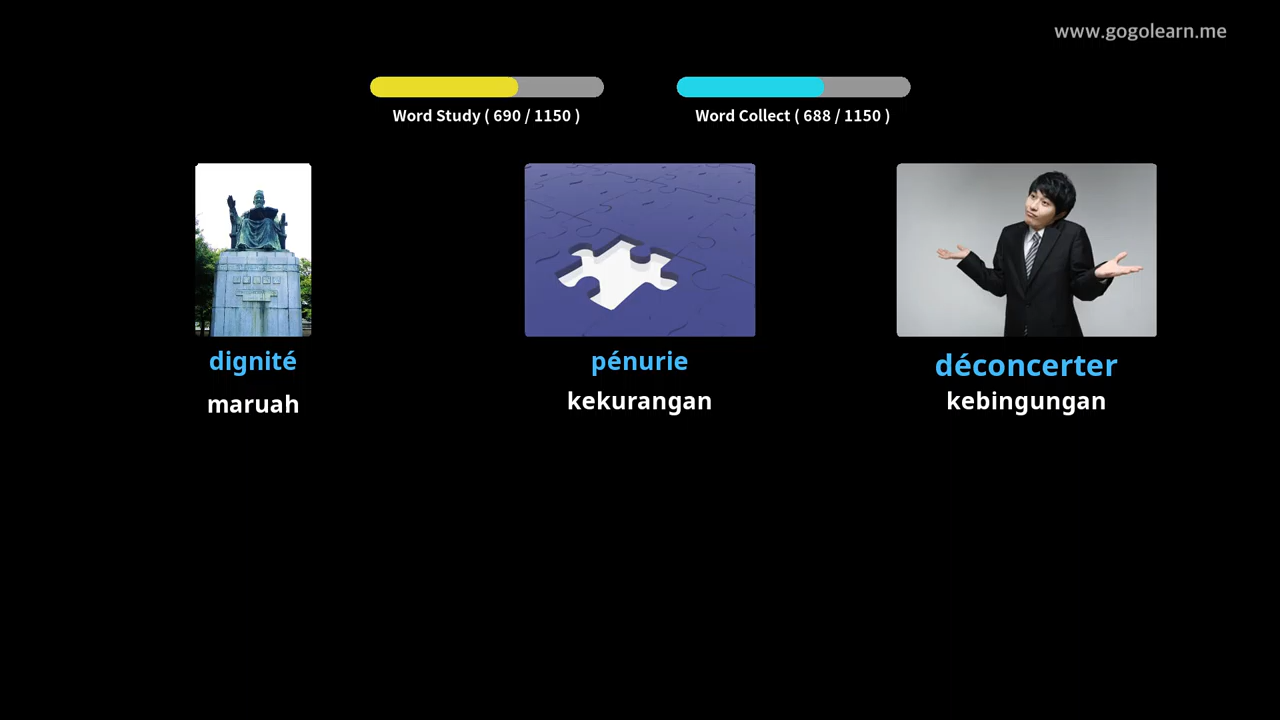 www.gogolearn.me
Word Study ( 690 / 1150 )
Word Collect ( 688 / 1150 )
dignité
pénurie
déconcerter
maruah
kekurangan
kebingungan